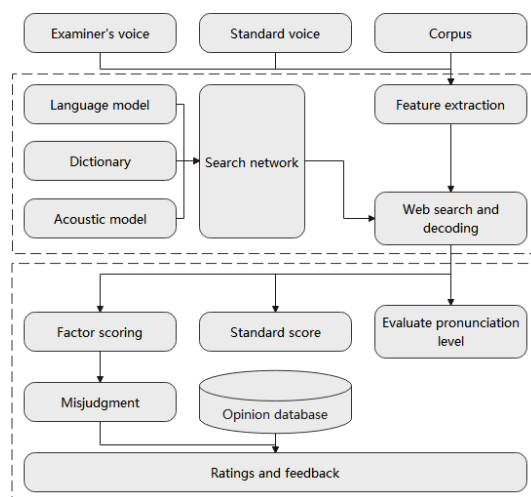 Examiner's voice
Standard voice
Corpus
Language model
Feature extraction
Dictionary
Search network
Acoustic model
Web search and
decoding
Factor scoring
Standard score
Evaluate pronunciation
level
Misjudgment
Opinion database
Ratings and feedback